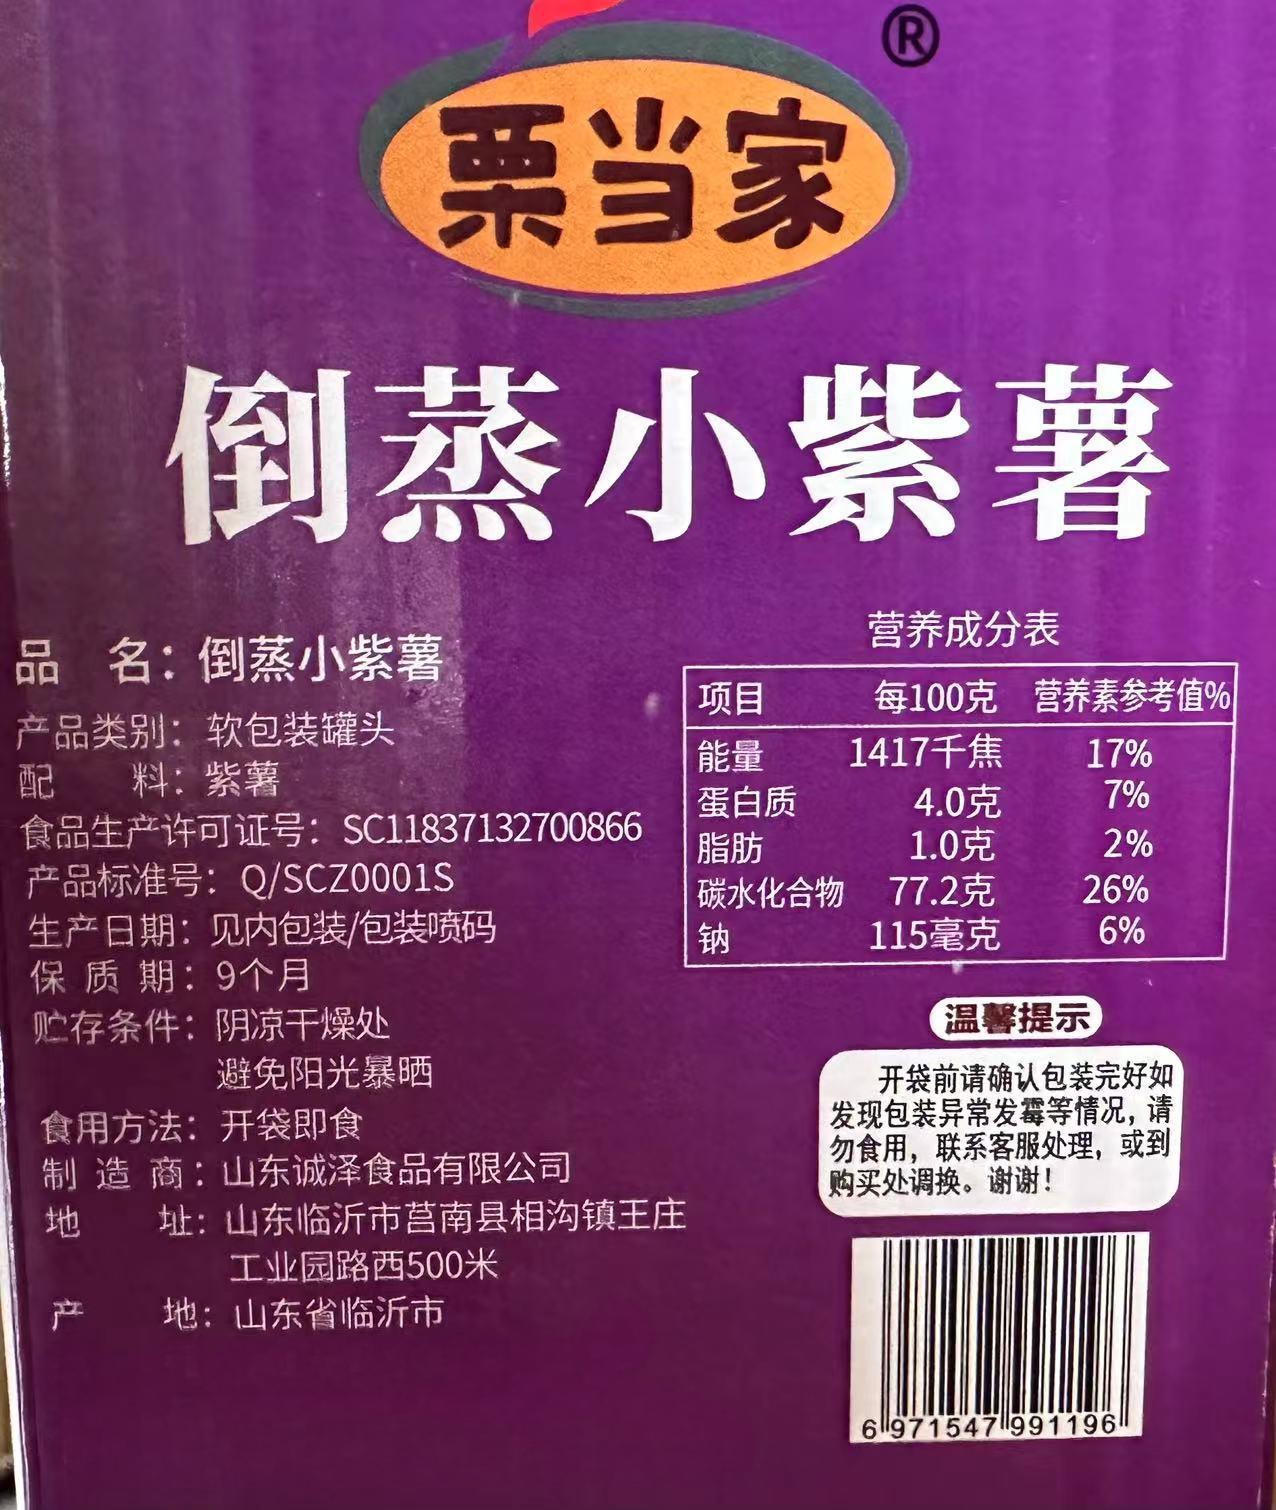 ®
栗当家
倒蒸小紫薯
品 名：倒蒸小紫薯
产品类别：软包装罐头
配 料：紫薯
食品生产许可证号：SC11837132700866
产品标准号：Q/SCZ0001S
生产日期：见内包装/包装喷码
保 质 期：9个月
贮存条件：阴凉干燥处
避免阳光暴晒
食用方法：开袋即食
制 造 商：山东诚泽食品有限公司
地 址：山东临沂市莒南县相沟镇王庄
工业园路西500米
产 地：山东省临沂市
营养成分表
项目 每100克 营养素参考值%
能量 1417千焦 17%
蛋白质 4.0克 7%
脂肪 1.0克 2%
碳水化合物 77.2克 26%
钠 115毫克 6%
温馨提示
开袋前请确认包装完好如
发现包装异常发霉等情况，请
勿食用，联系客服处理，或到
购买处调换。谢谢！
6 971547 991196